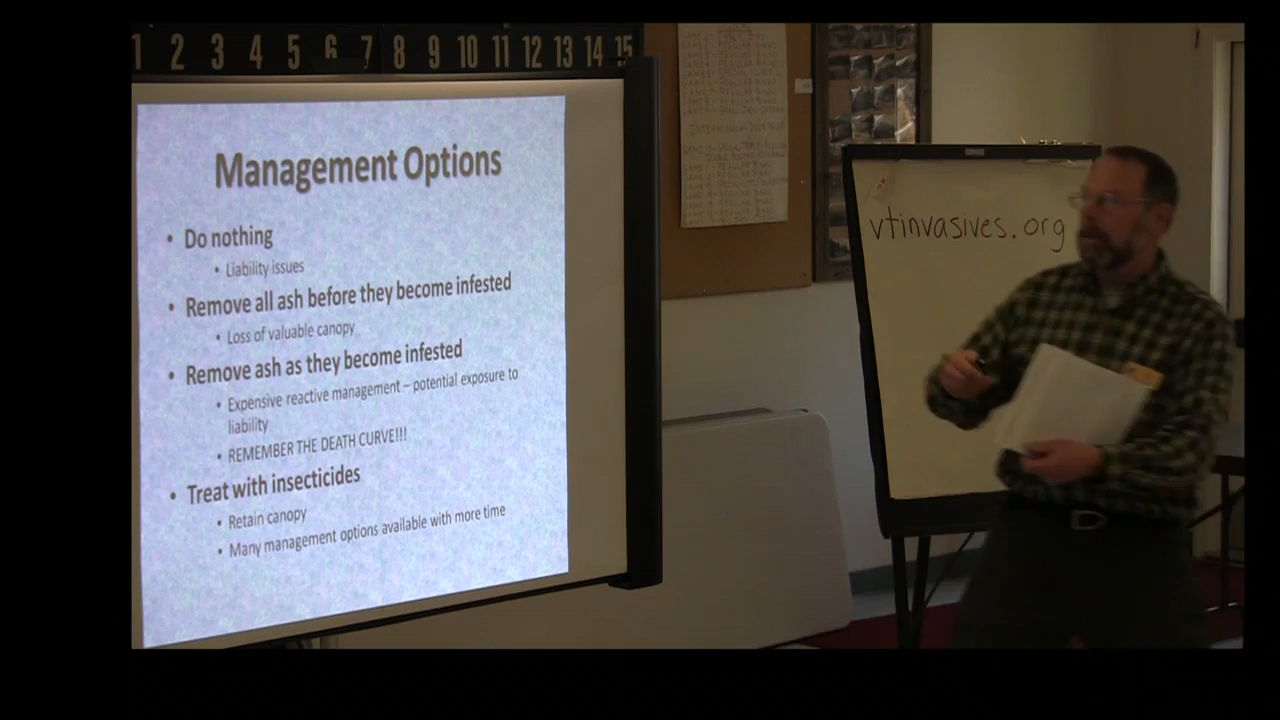 1 2 3 4 5 6 7 8 9 10 11 12 13 14 15
Management Options
• Do nothing
• Liability issues
• Remove all ash before they become infested
• Loss of valuable canopy
• Remove ash as they become infested
• Expensive reactive management – potential exposure to
liability
• REMEMBER THE DEATH CURVE!!!
• Treat with insecticides
• Retain canopy
• Many management options available with more time
vtinvasives.org